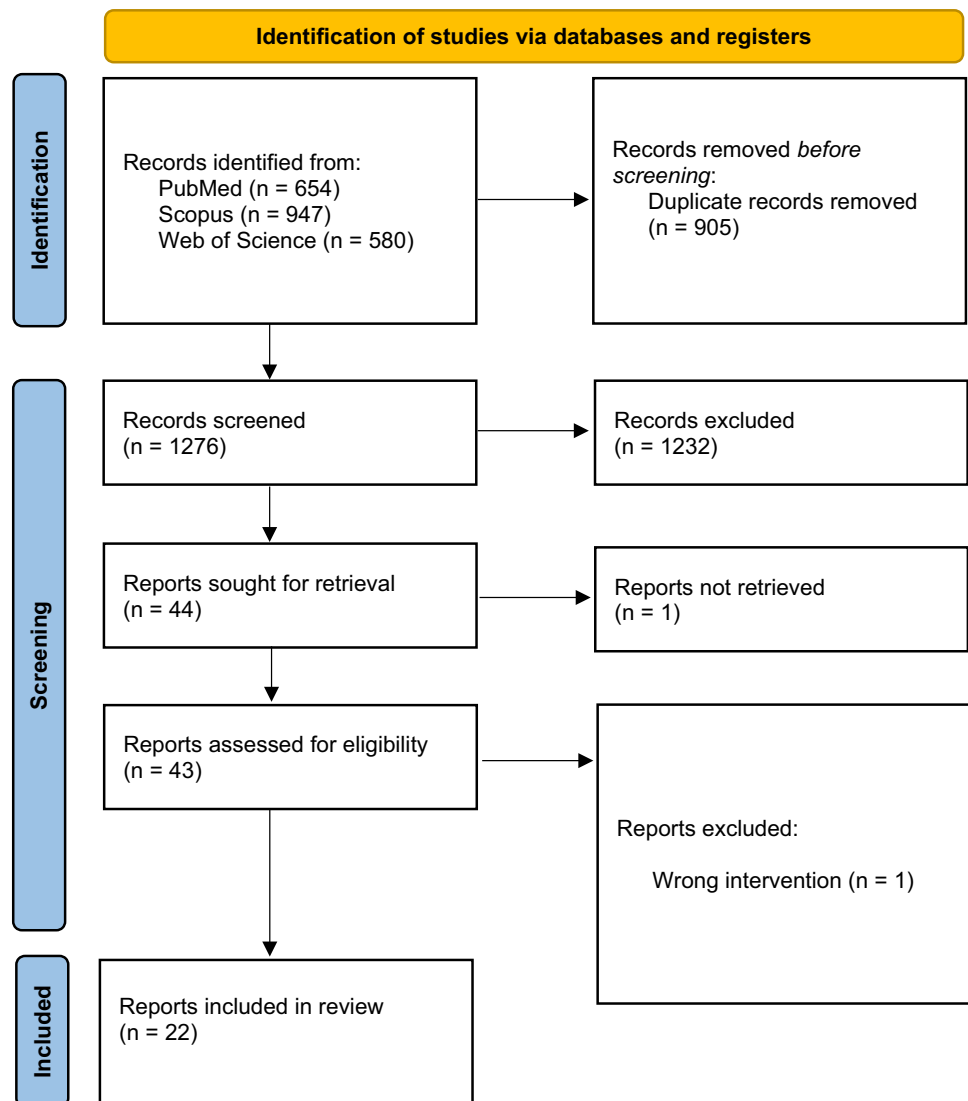 Identification of studies via databases and registers
Identification
Records identified from:
PubMed (n = 654)
Scopus (n = 947)
Web of Science (n = 580)
Records removed before
screening:
Duplicate records removed
(n = 905)
Screening
Records screened
(n = 1276)
Records excluded
(n = 1232)
Reports sought for retrieval
(n = 44)
Reports not retrieved
(n = 1)
Reports assessed for eligibility
(n = 43)
Reports excluded:
Wrong intervention (n = 1)
Included
Reports included in review
(n = 22)